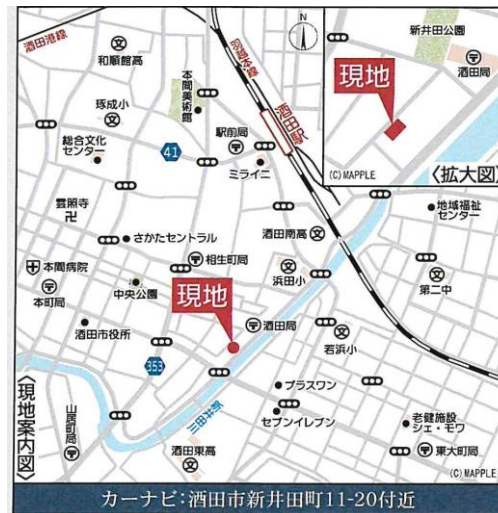 酒田港線
和順館高
羽越本線
N
新井田公園
酒田局
現地
(C)MAPPLE
〈拡大図〉
琢成小
本間美術館
駅前局
酒田駅
総合文化
センター
41
ミライニ
雲照寺
さかたセントラル
酒田南高
地域福祉
センター
本間病院
相生町局
浜田小
第二中
本町局
中央公園
現地
酒田局
酒田市役所
若浜小
353
プラスワン
新井田川
セブンイレブン
老健施設
シェ・モワ
山居町局
酒田東高
東大町局
(C)MAPPLE
〈現地案内図〉
カーナビ:酒田市新井田町11-20付近